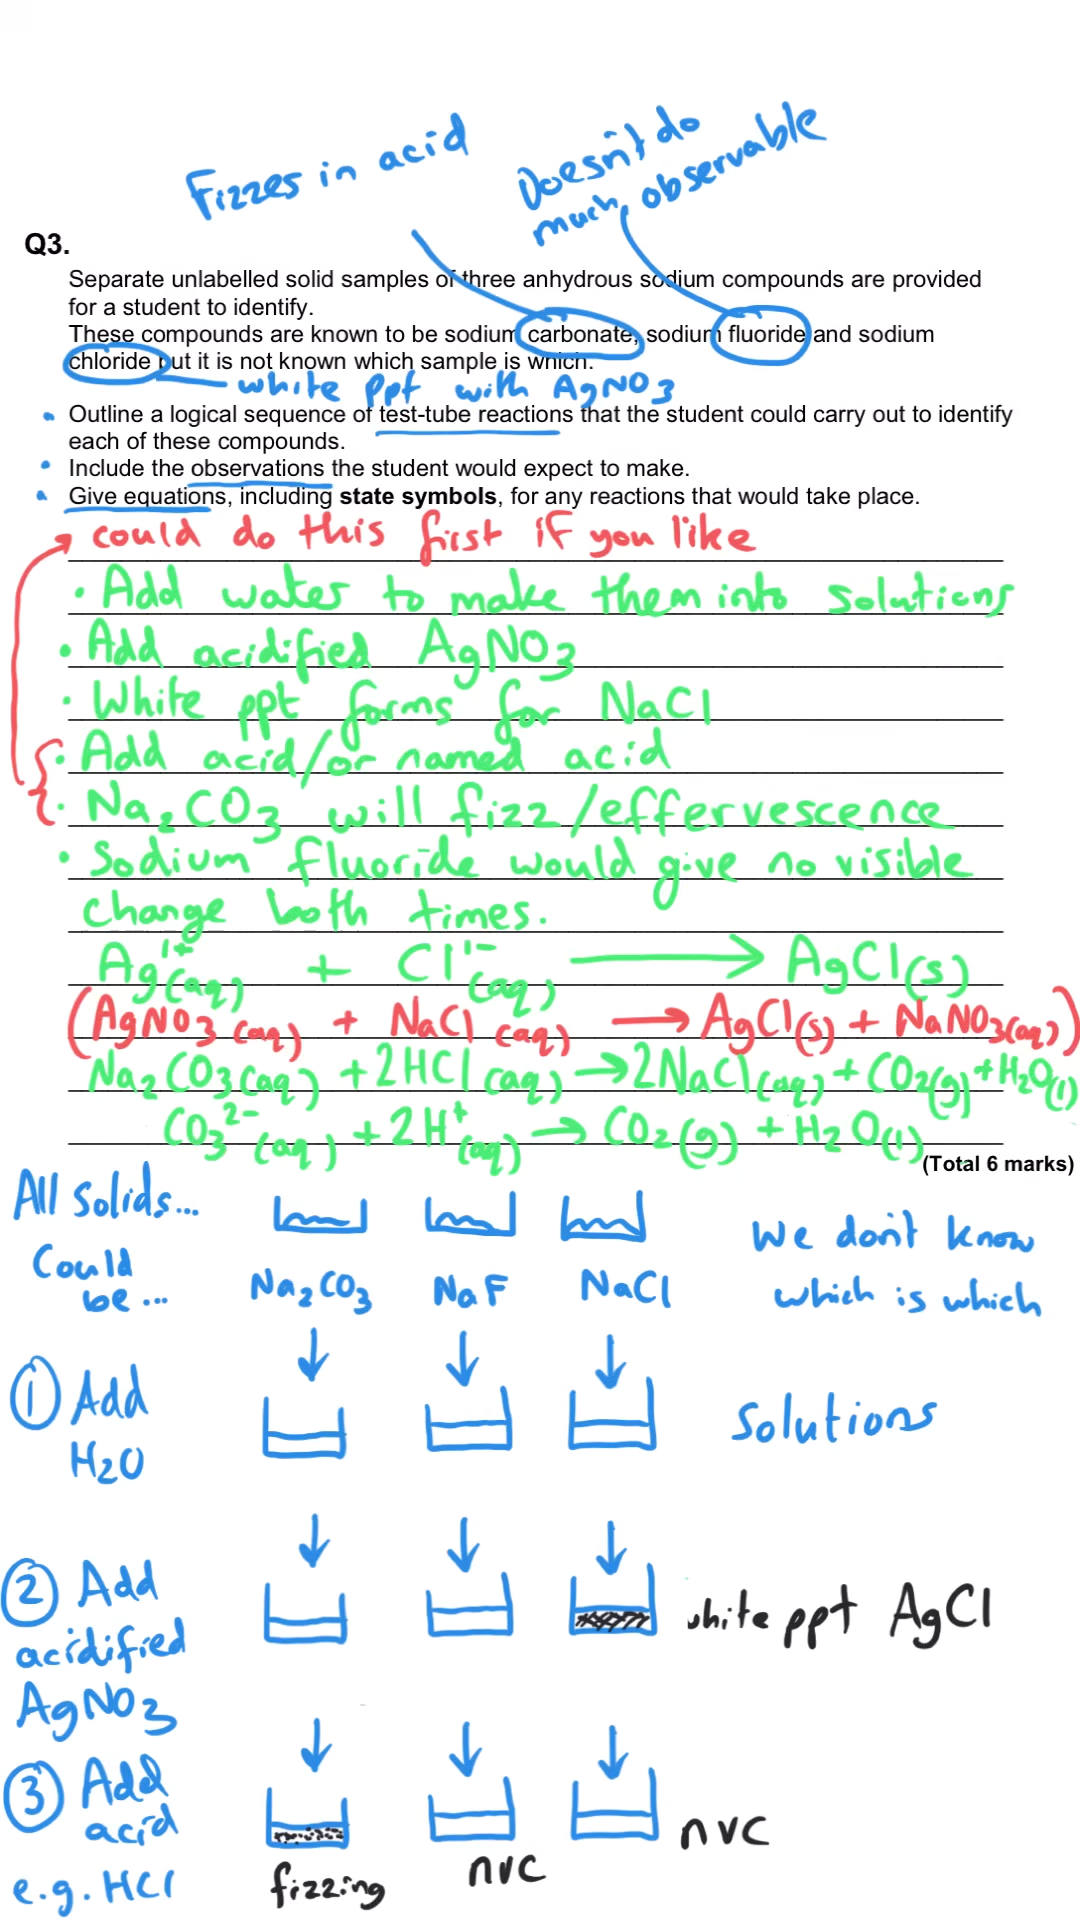 Fizzes in acid
Doesn't do
much observable
Q3.
Separate unlabelled solid samples of three anhydrous sodium compounds are provided
for a student to identify.
These compounds are known to be sodium carbonate, sodium fluoride and sodium
chloride but it is not known which sample is which.
white ppt with AgNO3
• Outline a logical sequence of test-tube reactions that the student could carry out to identify
each of these compounds.
• Include the observations the student would expect to make.
• Give equations, including state symbols, for any reactions that would take place.
could do this first if you like
• Add water to make them into solutions
• Add acidified AgNO3
• White ppt forms for NaCl
• Add acid/or named acid
• Na2CO3 will fizz/effervescence
• Sodium fluoride would give no visible
change both times.
Ag1+(aq) + Cl1-(aq) → AgCl(s)
(AgNO3(aq) + NaCl(aq) → AgCl(s) + NaNO3(aq))
Na2CO3(aq) + 2HCl(aq) → 2NaCl(aq) + CO2(g) + H2O(l)
CO3 2-(aq) + 2H+(aq) → CO2(g) + H2O(l)
(Total 6 marks)
All Solids...
Could be... Na2CO3 NaF NaCl
We don't know
which is which
① Add
H2O
Solutions
② Add
acidified
AgNO3
white ppt AgCl
③ Add
acid
e.g. HCl
fizzing nvc nvc